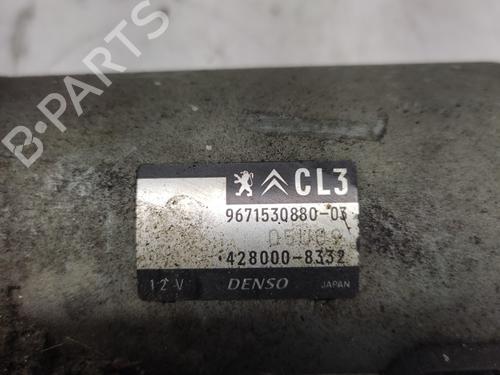 B-PARTS
CL3
9671530880-03
428000-8332
12V DENSO JAPAN